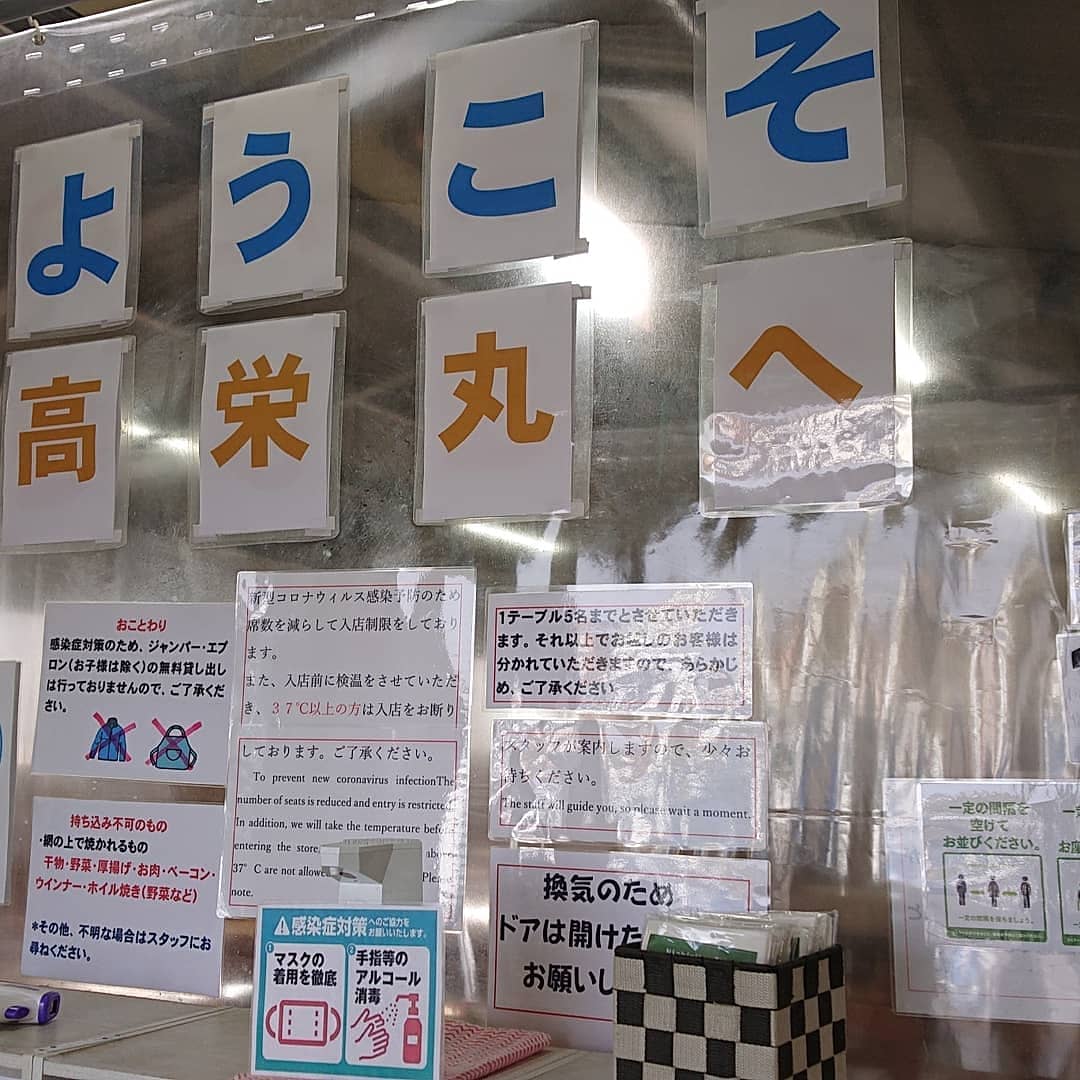 ようこそ
高栄丸へ
おことわり
感染症対策のため、ジャンパー・エプ
ロン(お子様は除く)の無料貸し出し
は行っておりませんので、ご了承くだ
さい。
持ち込み不可のもの
・網の上で焼かれるもの
干物・野菜・厚揚げ・お肉・ベーコン・
ウインナー・ホイル焼き(野菜など)
*その他、不明な場合はスタッフにお
尋ねください。
新型コロナウィルス感染予防のため
席数を減らして入店制限をしており
ます。
また、入店前に検温をさせていただ
き、37℃以上の方は入店をお断り
しております。ご了承ください。
To prevent new coronavirus infectionThe
number of seats is reduced and entry is restricted.
In addition, we will take the temperature before
entering the store,
37°C are not allowe
Please
note.
1テーブル5名までとさせていただき
ます。それ以上でお越しのお客様は
分かれていただきますので、あらかじ
め、ご了承ください
スタッフが案内しますので、少々お
待ちください。
The staff will guide you, so please wait a moment.
換気のため
ドアは開けた
お願いし
感染症対策へのご協力を
お願いいたします。
① マスクの
着用を徹底
② 手指等の
アルコール
消毒
一定の間隔を
空けて
お並びください。
一定の間隔を保ちましょう。